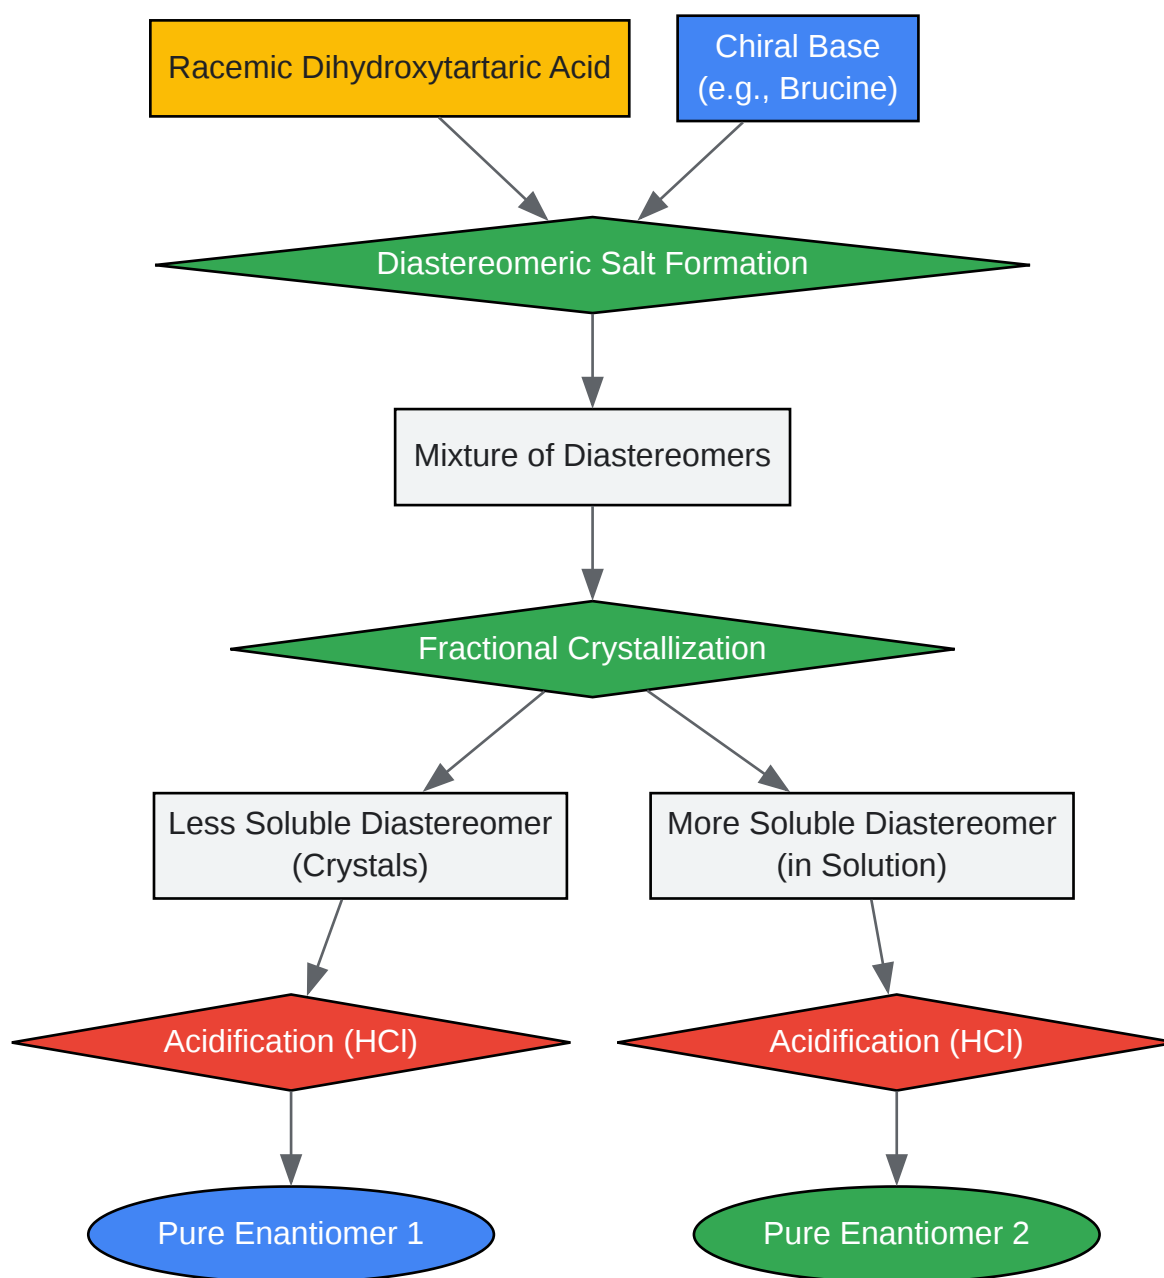 Racemic Dihydroxytartaric Acid
Chiral Base
(e.g., Brucine)
Diastereomeric Salt Formation
Mixture of Diastereomers
Fractional Crystallization
Less Soluble Diastereomer
(Crystals)
More Soluble Diastereomer
(in Solution)
Acidification (HCl)
Acidification (HCl)
Pure Enantiomer 1
Pure Enantiomer 2